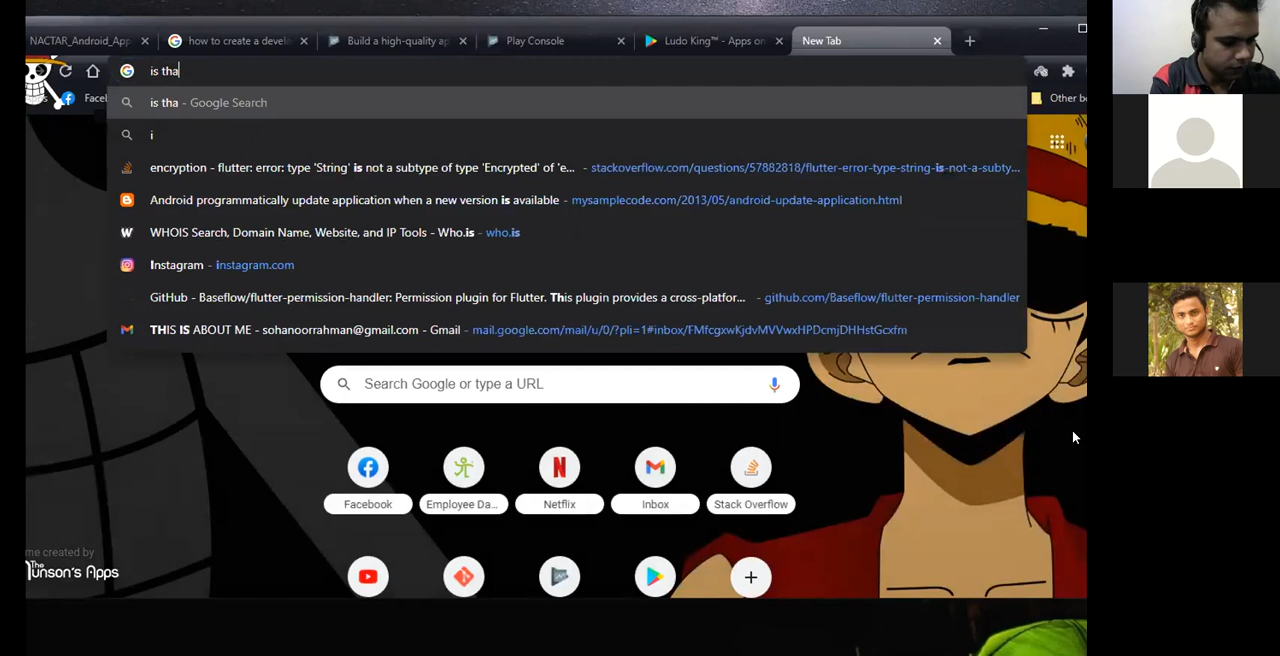 NACTAR_Android_App
how to create a devel
Build a high-quality ap
Play Console
Ludo King™ - Apps on
New Tab
is tha
Facel
Other bo
is tha - Google Search
i
encryption - flutter: error: type 'String' is not a subtype of type 'Encrypted' of 'e... - stackoverflow.com/questions/57882818/flutter-error-type-string-is-not-a-subty...
Android programmatically update application when a new version is available - mysamplecode.com/2013/05/android-update-application.html
WHOIS Search, Domain Name, Website, and IP Tools - Who.is - who.is
Instagram - instagram.com
GitHub - Baseflow/flutter-permission-handler: Permission plugin for Flutter. This plugin provides a cross-platfor... - github.com/Baseflow/flutter-permission-handler
THIS IS ABOUT ME - sohanoorrahman@gmail.com - Gmail - mail.google.com/mail/u/0/?pli=1#inbox/FMfcgxwKjdvMVVwxHPDcmjDHHstGcxfm
Search Google or type a URL
Facebook
Employee Da...
Netflix
Inbox
Stack Overflow
me created by
The
unson's Apps